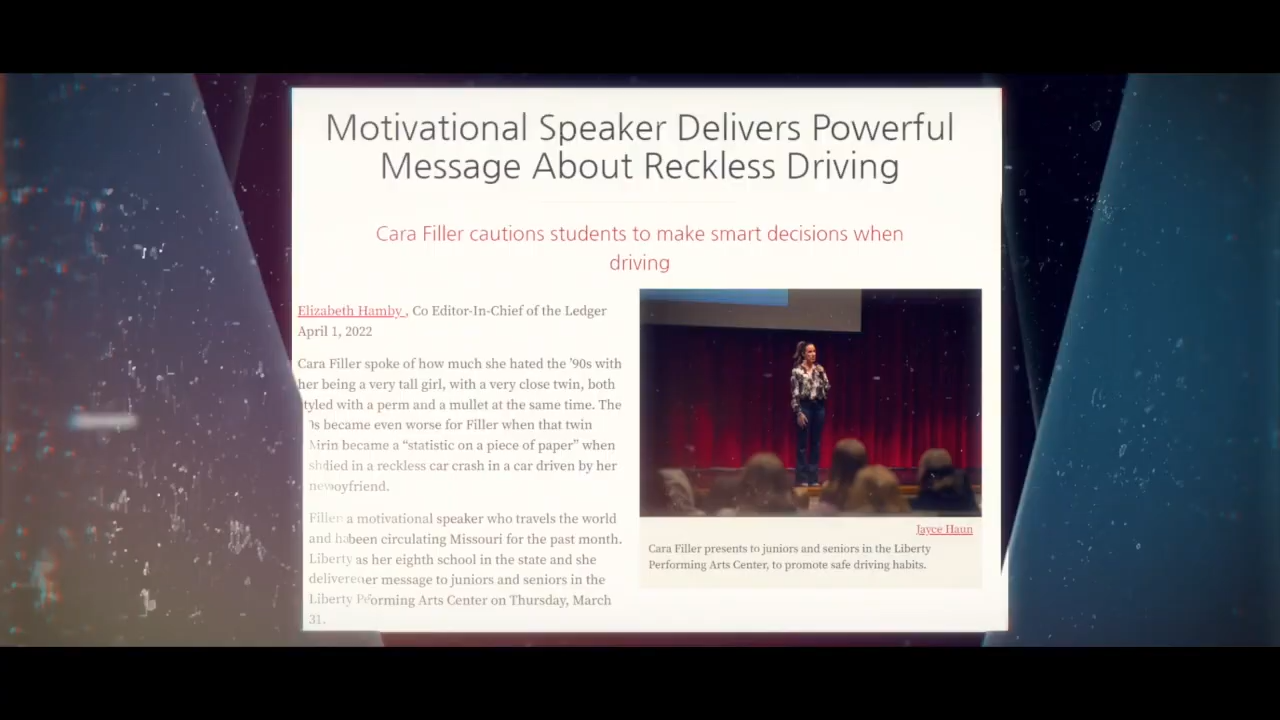 Motivational Speaker Delivers Powerful
Message About Reckless Driving
Cara Filler cautions students to make smart decisions when
driving
Elizabeth Hamby , Co Editor-In-Chief of the Ledger
April 1, 2022
Cara Filler spoke of how much she hated the '90s with
her being a very tall girl, with a very close twin, both
tyled with a perm and a mullet at the same time. The
became even worse for Filler when that twin
became a “statistic on a piece of paper” when
died in a reckless car crash in a car driven by her
Filler a motivational speaker who travels the world
and been circulating Missouri for the past month.
Liberty as her eighth school in the state and she
message to juniors and seniors in the
Liberty Performing Arts Center on Thursday, March
31.
Jayce Haun
Cara Filler presents to juniors and seniors in the Liberty
Performing Arts Center, to promote safe driving habits.